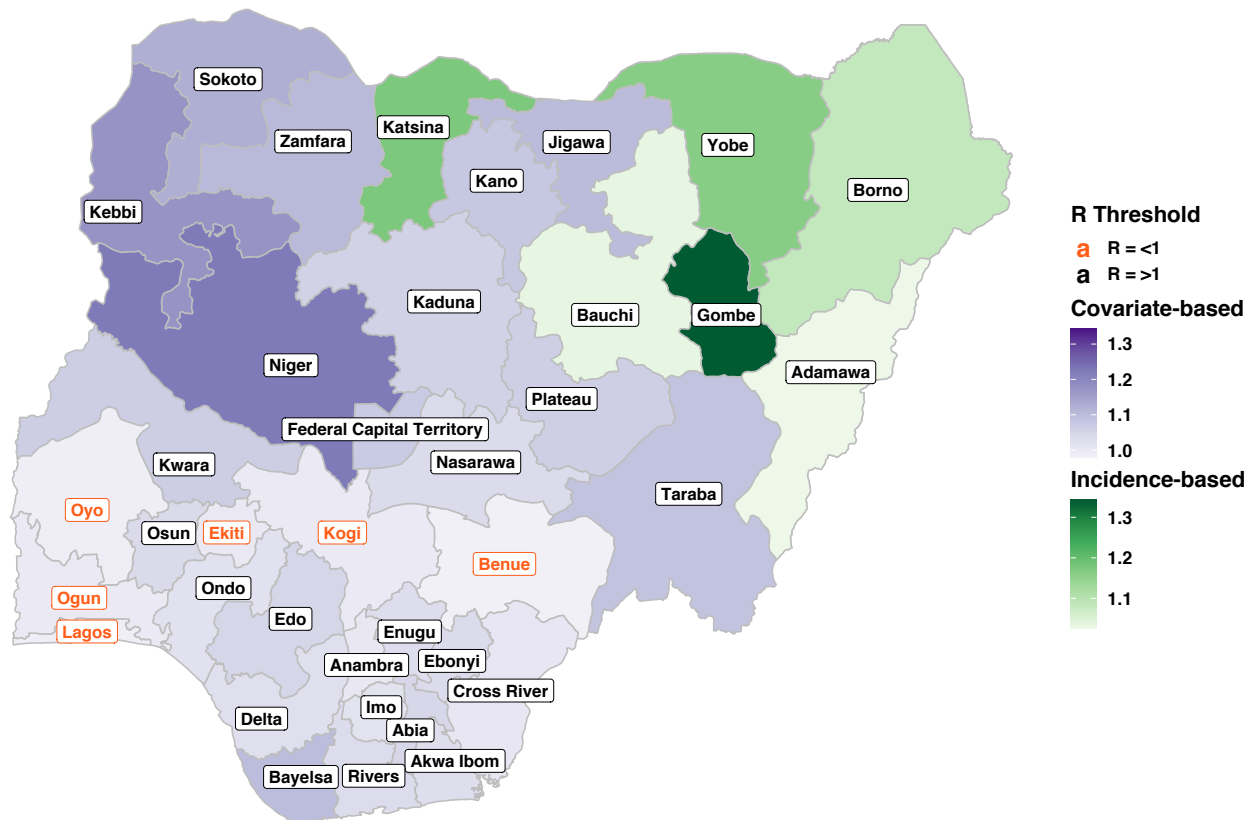 Sokoto
Zamfara
Katsina
Jigawa
Yobe
Kano
Borno
Kebbi
Kaduna
Bauchi
Gombe
Niger
Adamawa
Plateau
Federal Capital Territory
Kwara
Nasarawa
Taraba
Oyo
Osun
Ekiti
Kogi
Benue
Ogun
Ondo
Edo
Lagos
Enugu
Anambra
Ebonyi
Cross River
Imo
Delta
Abia
Akwa Ibom
Bayelsa
Rivers
R Threshold
a R = <1
a R = >1
Covariate-based
1.3
1.2
1.1
1.0
Incidence-based
1.3
1.2
1.1